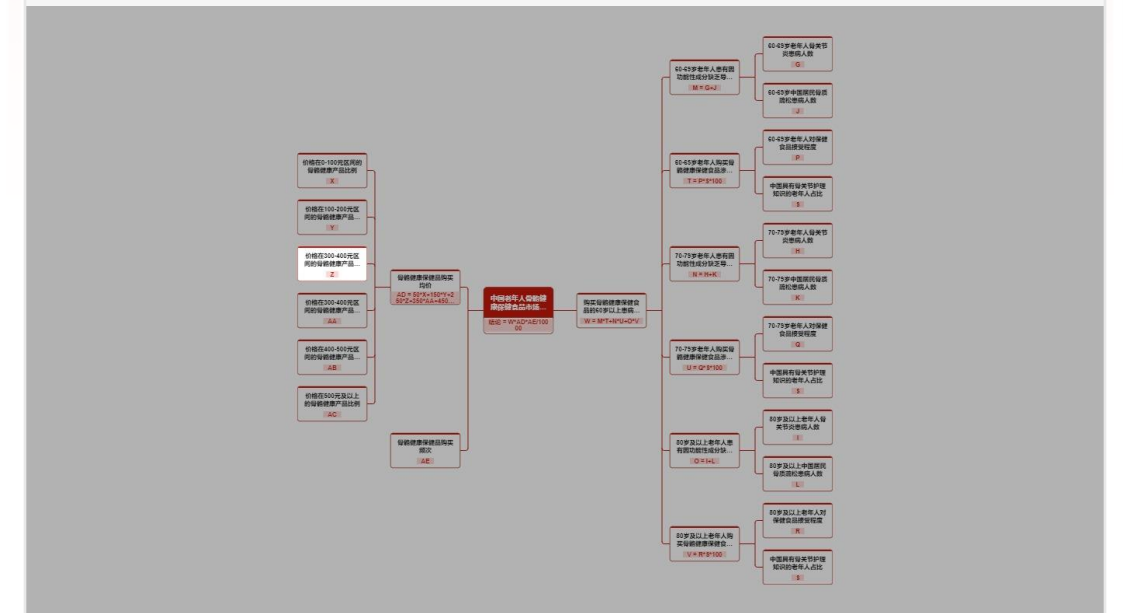 价格在0-100元区间的
骨骼健康产品比例
X
价格在100-200元区
间的骨骼健康产品...
Y
价格在300-400元区
间的骨骼健康产品...
Z
价格在300-400元区
间的骨骼健康产品...
AA
价格在400-500元区
间的骨骼健康产品...
AB
价格在500元及以上
的骨骼健康产品比例
AC
骨骼健康保健品购买
均价
AD = 50*X+150*Y+2
50*Z+350*AA+450...
骨骼健康保健品购买
频次
AE
中国老年人骨骼健
康保健食品市场...
结论 = W*AD*AE/100
00
购买骨骼健康保健食
品的60岁以上患病...
W = M*T+N*U+O*V
60-69岁老年人患有因
功能性成分缺乏导...
M = G+J
60-69岁老年人购买骨
骼健康保健食品渗...
T = P*S*100
70-79岁老年人患有因
功能性成分缺乏导...
N = H+K
70-79岁老年人购买骨
骼健康保健食品渗...
U = Q*S*100
80岁及以上老年人患
有因功能性成分缺...
O = I+L
80岁及以上老年人购
买骨骼健康保健食...
V = R*S*100
60-69岁老年人骨关节
炎患病人数
G
60-69岁中国居民骨质
疏松患病人数
J
60-69岁老年人对保健
食品接受程度
P
中国具有骨关节护理
知识的老年人占比
S
70-79岁老年人骨关节
炎患病人数
H
70-79岁中国居民骨质
疏松患病人数
K
70-79岁老年人对保健
食品接受程度
Q
中国具有骨关节护理
知识的老年人占比
S
80岁及以上老年人骨
关节炎患病人数
I
80岁及以上中国居民
骨质疏松患病人数
L
80岁及以上老年人对
保健食品接受程度
R
中国具有骨关节护理
知识的老年人占比
S